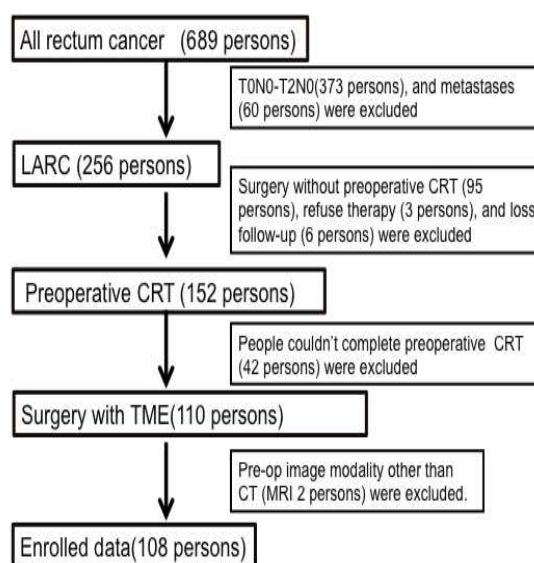 All rectum cancer (689 persons)
T0N0-T2N0(373 persons), and metastases
(60 persons) were excluded
LARC (256 persons)
Surgery without preoperative CRT (95
persons), refuse therapy (3 persons), and loss
follow-up (6 persons) were excluded
Preoperative CRT (152 persons)
People couldn't complete preoperative CRT
(42 persons) were excluded
Surgery with TME(110 persons)
Pre-op image modality other than
CT (MRI 2 persons) were excluded.
Enrolled data(108 persons)